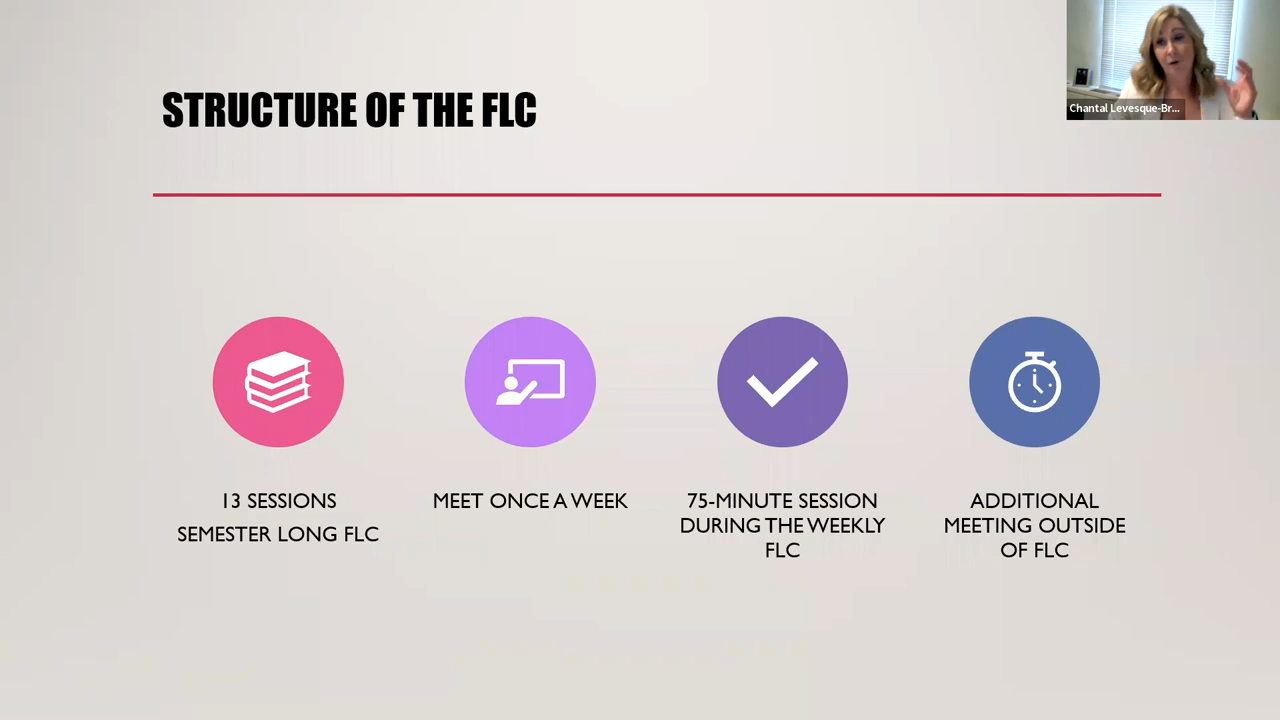 STRUCTURE OF THE FLC
Chantal Levesque-Br...
13 SESSIONS
SEMESTER LONG FLC
MEET ONCE A WEEK
75-MINUTE SESSION
DURING THE WEEKLY
FLC
ADDITIONAL
MEETING OUTSIDE
OF FLC